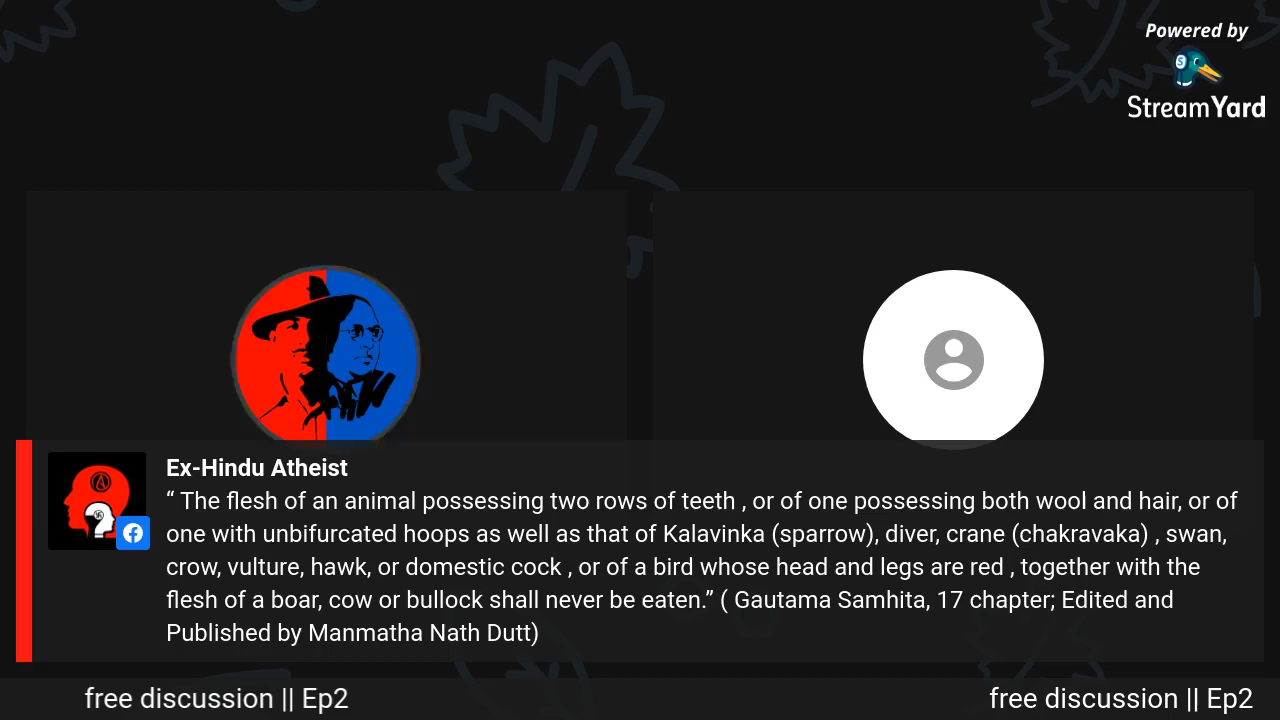 Powered by
StreamYard
Ex-Hindu Atheist
“ The flesh of an animal possessing two rows of teeth , or of one possessing both wool and hair, or of
one with unbifurcated hoops as well as that of Kalavinka (sparrow), diver, crane (chakravaka) , swan,
crow, vulture, hawk, or domestic cock , or of a bird whose head and legs are red , together with the
flesh of a boar, cow or bullock shall never be eaten.” ( Gautama Samhita, 17 chapter; Edited and
Published by Manmatha Nath Dutt)
free discussion || Ep2
free discussion || Ep2